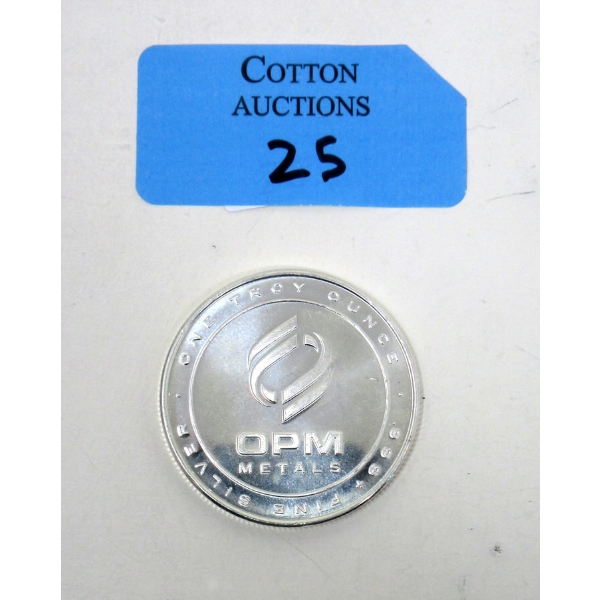 COTTON
AUCTIONS
25
ONE TROY OUNCE
OPM
METALS
.999+ FINE SILVER